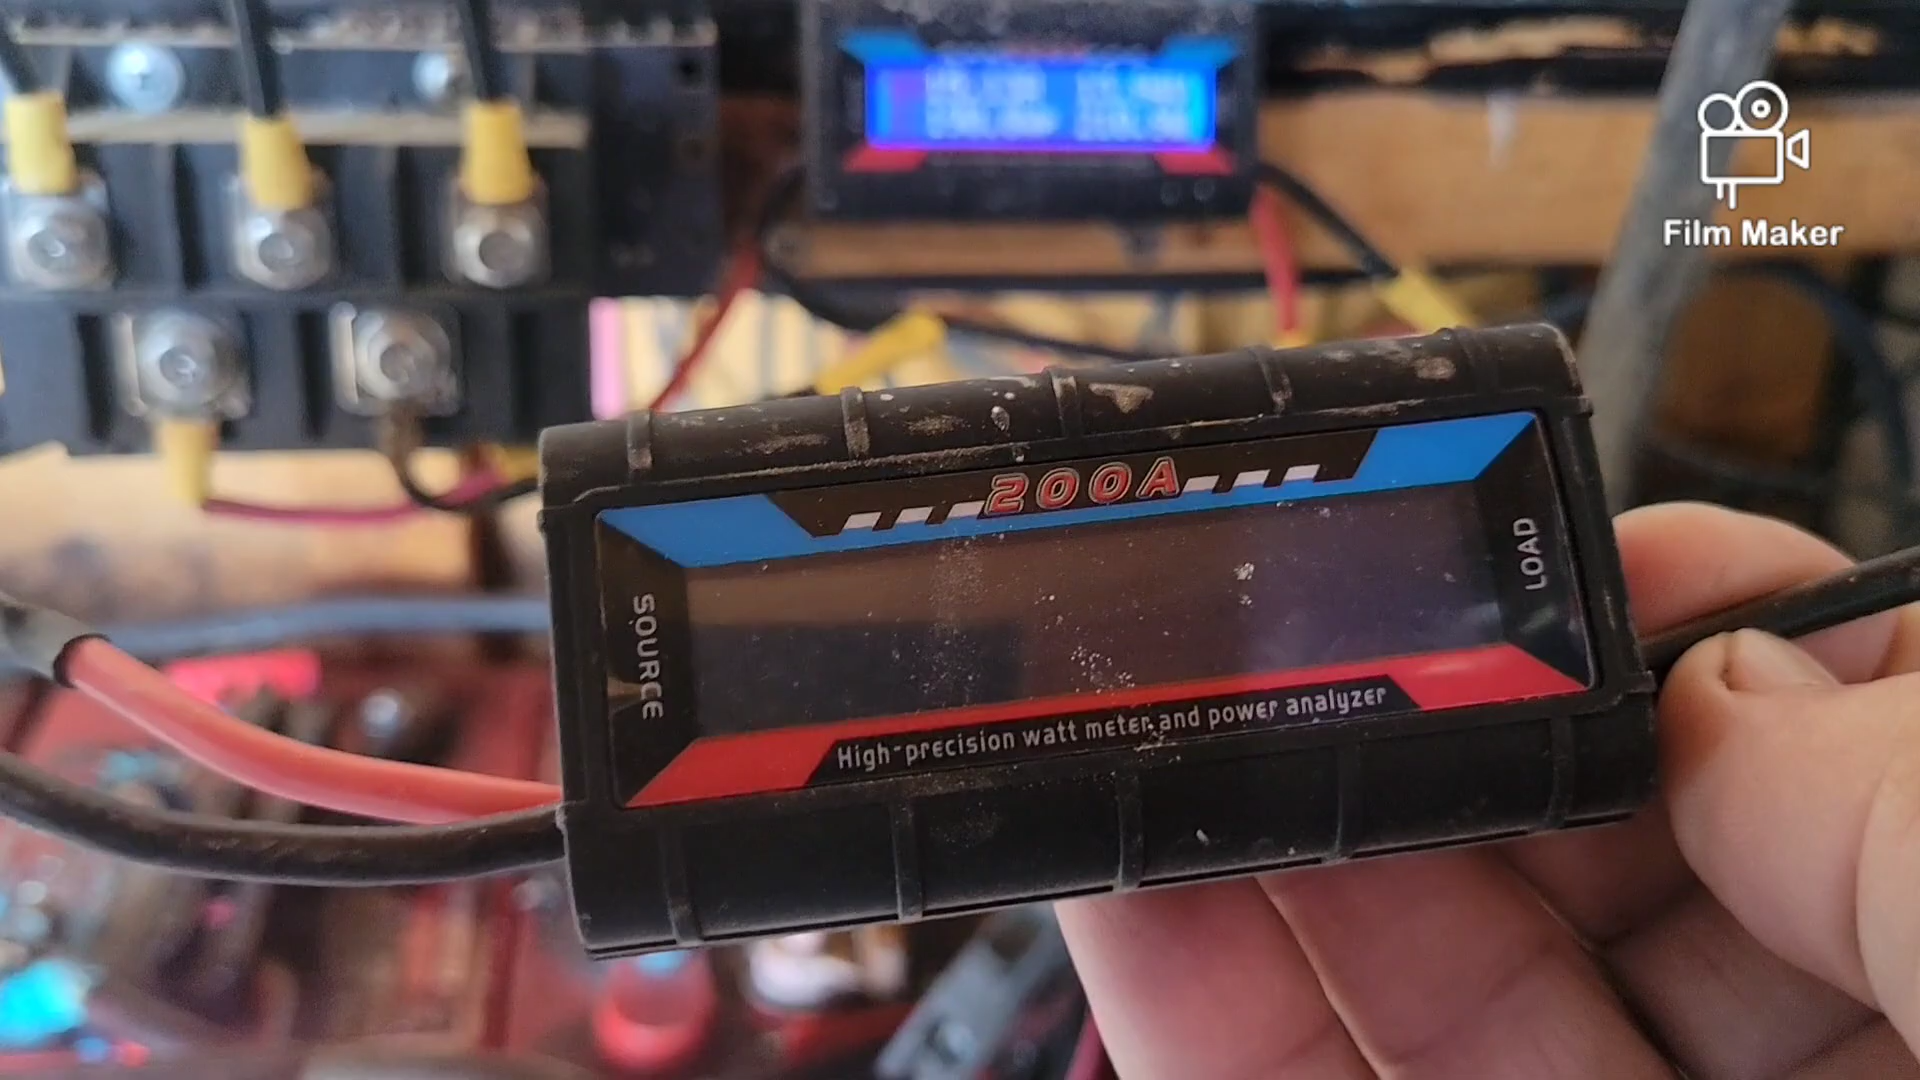 Film Maker
200A
SOURCE
LOAD
High-precision watt meter and power analyzer